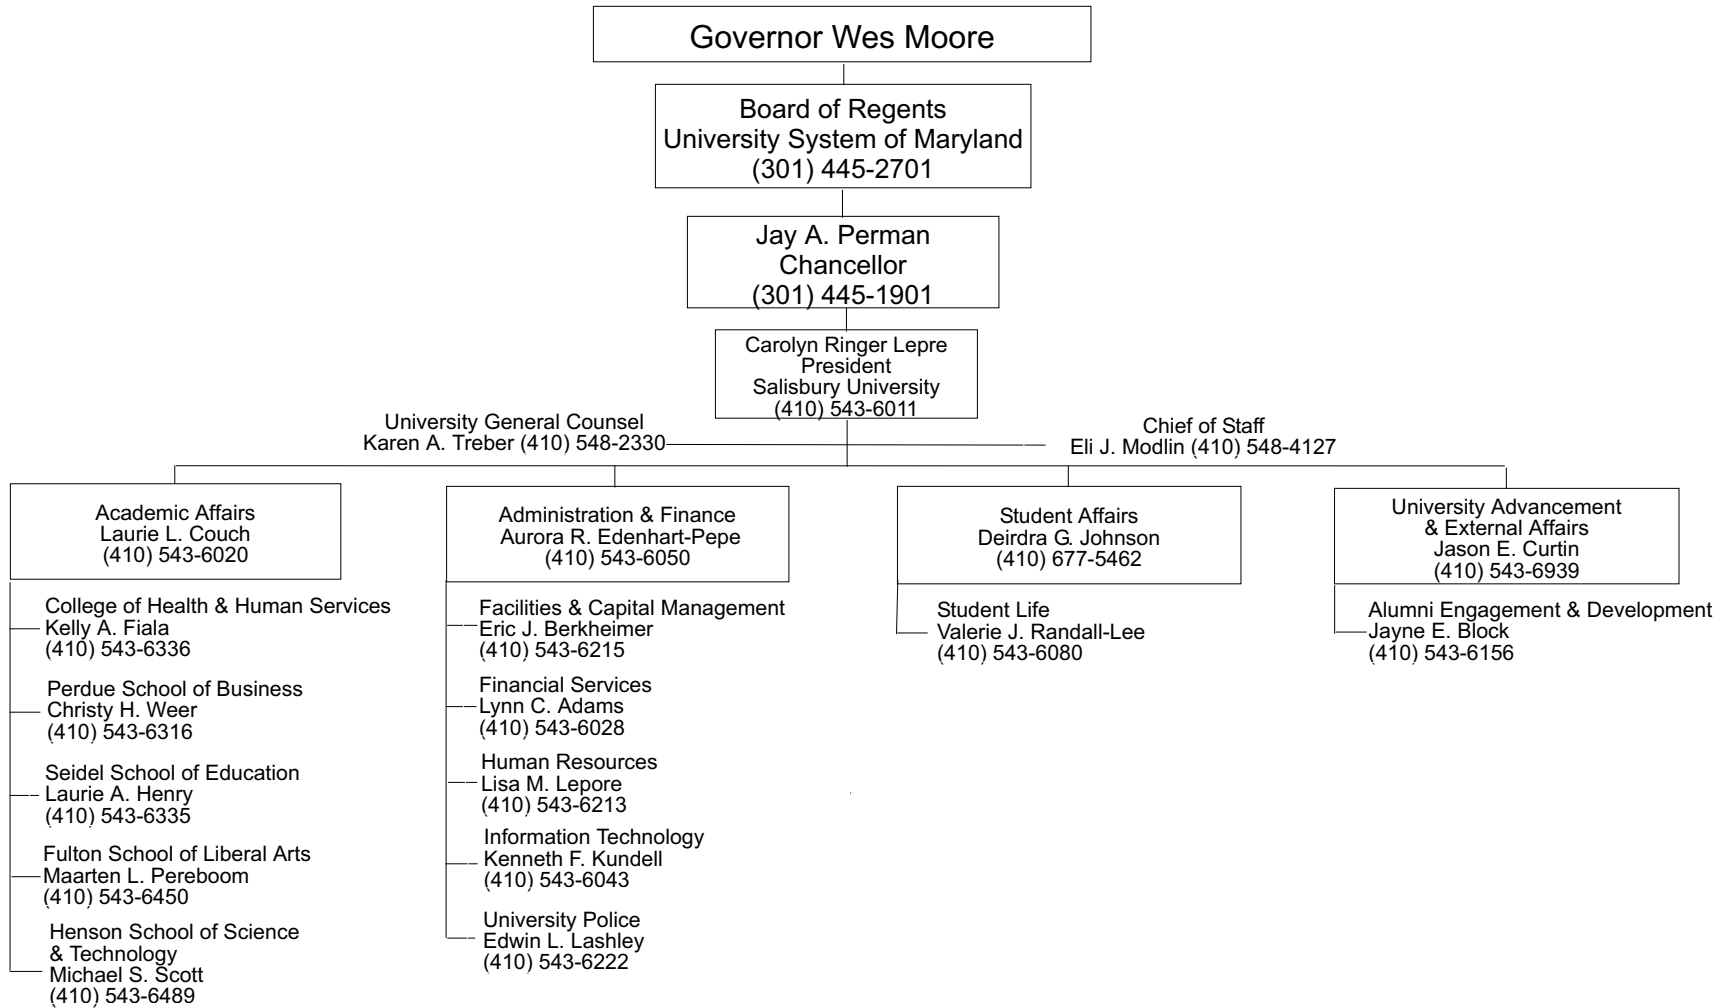 Governor Wes Moore
Board of Regents
University System of Maryland
(301) 445-2701
Jay A. Perman
Chancellor
(301) 445-1901
Carolyn Ringer Lepre
President
Salisbury University
(410) 543-6011
University General Counsel
Karen A. Treber (410) 548-2330
Chief of Staff
Eli J. Modlin (410) 548-4127
Academic Affairs
Laurie L. Couch
(410) 543-6020
College of Health & Human Services
Kelly A. Fiala
(410) 543-6336
Perdue School of Business
Christy H. Weer
(410) 543-6316
Seidel School of Education
Laurie A. Henry
(410) 543-6335
Fulton School of Liberal Arts
Maarten L. Pereboom
(410) 543-6450
Henson School of Science
& Technology
Michael S. Scott
(410) 543-6489
Administration & Finance
Aurora R. Edenhart-Pepe
(410) 543-6050
Facilities & Capital Management
Eric J. Berkheimer
(410) 543-6215
Financial Services
Lynn C. Adams
(410) 543-6028
Human Resources
Lisa M. Lepore
(410) 543-6213
Information Technology
Kenneth F. Kundell
(410) 543-6043
University Police
Edwin L. Lashley
(410) 543-6222
Student Affairs
Deirdra G. Johnson
(410) 677-5462
Student Life
Valerie J. Randall-Lee
(410) 543-6080
University Advancement
& External Affairs
Jason E. Curtin
(410) 543-6939
Alumni Engagement & Development
Jayne E. Block
(410) 543-6156